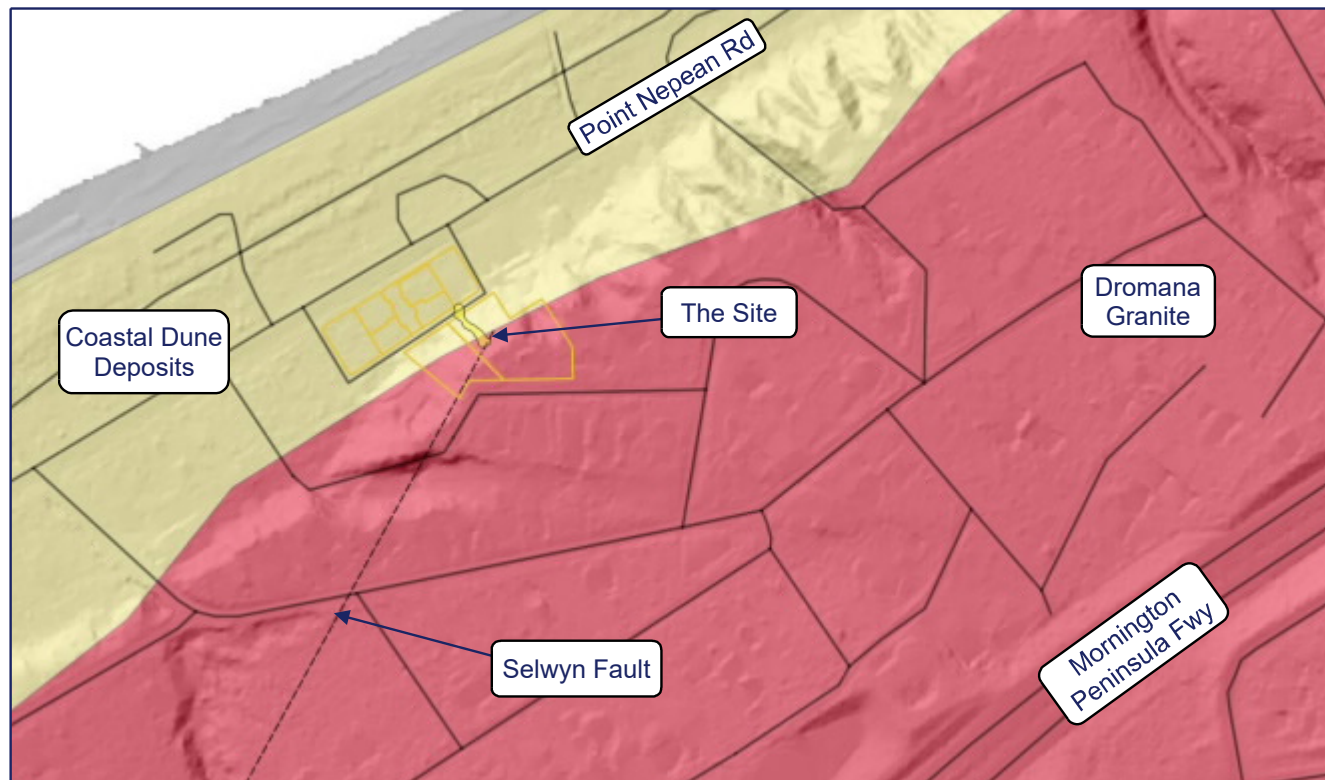 Point Nepean Rd
The Site
Dromana
Granite
Coastal Dune
Deposits
Selwyn Fault
Mornington
Peninsula Fwy